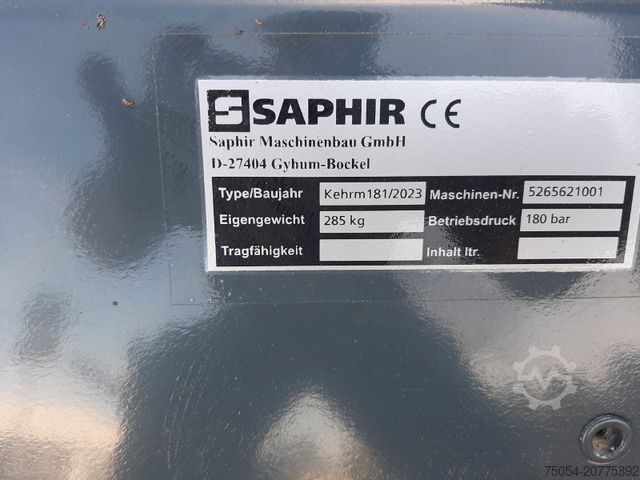 SAPHIR CE
Saphir Maschinenbau GmbH
D-27404 Gyhum-Bockel
Type/Baujahr Kehrm181/2023 Maschinen-Nr. 5265621001
Eigengewicht 285 kg Betriebsdruck 180 bar
Tragfähigkeit Inhalt ltr.
75054-20775892